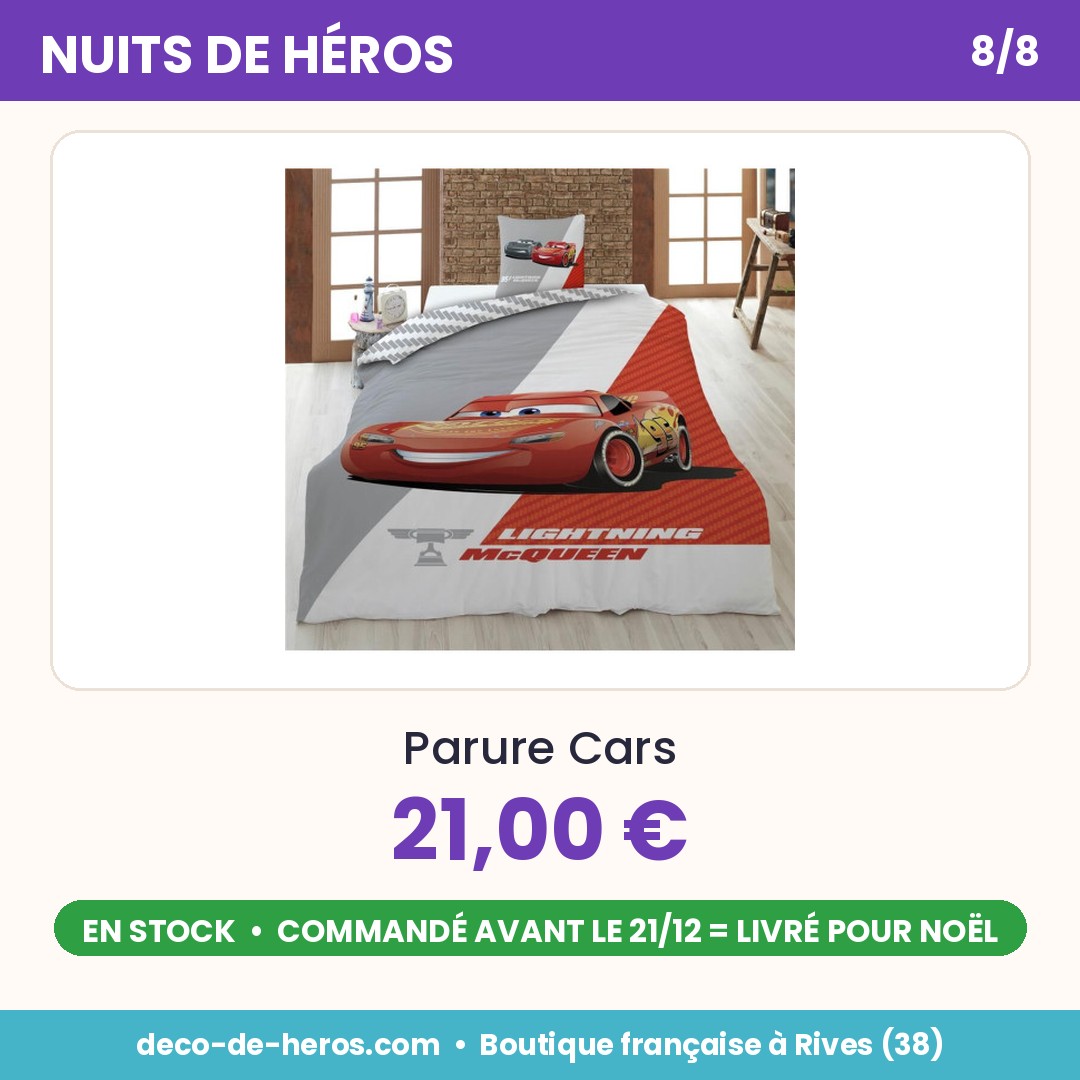 NUITS DE HÉROS
8/8
95
LIGHTNING
McQUEEN
Parure Cars
21,00 €
EN STOCK • COMMANDÉ AVANT LE 21/12 = LIVRÉ POUR NOËL
deco-de-heros.com • Boutique française à Rives (38)